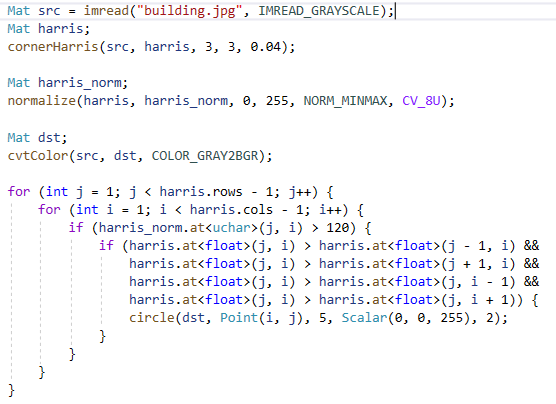 Mat src = imread("building.jpg", IMREAD_GRAYSCALE);
Mat harris;
cornerHarris(src, harris, 3, 3, 0.04);

Mat harris_norm;
normalize(harris, harris_norm, 0, 255, NORM_MINMAX, CV_8U);

Mat dst;
cvtColor(src, dst, COLOR_GRAY2BGR);

for (int j = 1; j < harris.rows - 1; j++) {
    for (int i = 1; i < harris.cols - 1; i++) {
        if (harris_norm.at<uchar>(j, i) > 120) {
            if (harris.at<float>(j, i) > harris.at<float>(j - 1, i) &&
                harris.at<float>(j, i) > harris.at<float>(j + 1, i) &&
                harris.at<float>(j, i) > harris.at<float>(j, i - 1) &&
                harris.at<float>(j, i) > harris.at<float>(j, i + 1)) {
                circle(dst, Point(i, j), 5, Scalar(0, 0, 255), 2);
            }
        }
    }
}